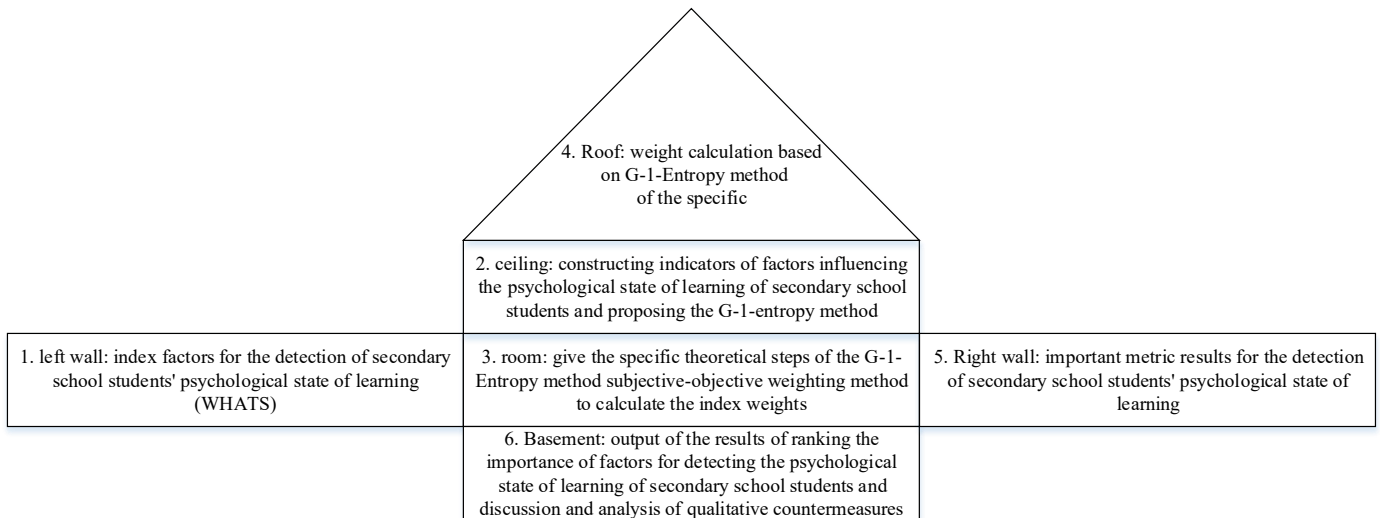 4. Roof: weight calculation based
on G-1-Entropy method
of the specific
2. ceiling: constructing indicators of factors influencing
the psychological state of learning of secondary school
students and proposing the G-1-entropy method
1. left wall: index factors for the detection of secondary
school students' psychological state of learning
(WHATS)
3. room: give the specific theoretical steps of the G-1-
Entropy method subjective-objective weighting method
to calculate the index weights
5. Right wall: important metric results for the detection
of secondary school students' psychological state of
learning
6. Basement: output of the results of ranking the
importance of factors for detecting the psychological
state of learning of secondary school students and
discussion and analysis of qualitative countermeasures